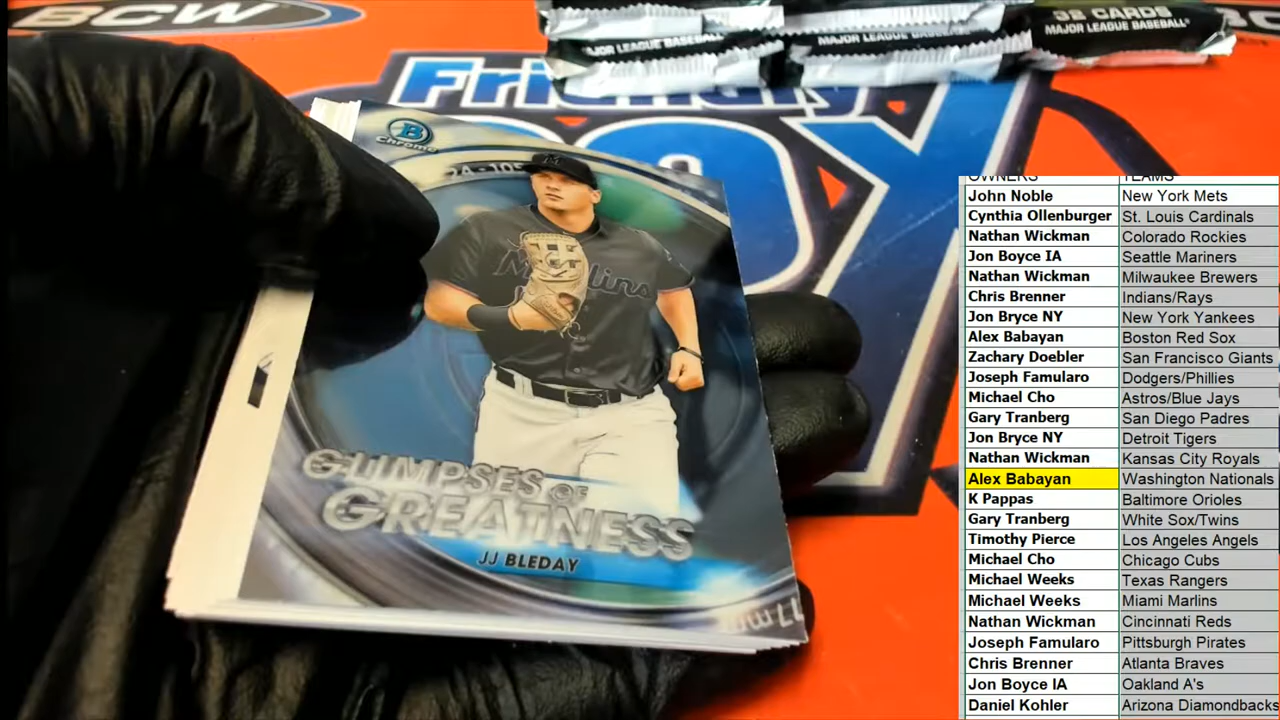 BCW
32 CARDS
MAJOR LEAGUE BASEBALL
MAJOR LEAGUE BASEBALL
MAJOR LEAGUE BASEBALL
BCW
B
Chrome
Marlins
GLIMPSES OF
GREATNESS
JJ BLEDAY
OWNERS TEAMS
John Noble New York Mets
Cynthia Ollenburger St. Louis Cardinals
Nathan Wickman Colorado Rockies
Jon Boyce IA Seattle Mariners
Nathan Wickman Milwaukee Brewers
Chris Brenner Indians/Rays
Jon Bryce NY New York Yankees
Alex Babayan Boston Red Sox
Zachary Doebler San Francisco Giants
Joseph Famularo Dodgers/Phillies
Michael Cho Astros/Blue Jays
Gary Tranberg San Diego Padres
Jon Bryce NY Detroit Tigers
Nathan Wickman Kansas City Royals
Alex Babayan Washington Nationals
K Pappas Baltimore Orioles
Gary Tranberg White Sox/Twins
Timothy Pierce Los Angeles Angels
Michael Cho Chicago Cubs
Michael Weeks Texas Rangers
Michael Weeks Miami Marlins
Nathan Wickman Cincinnati Reds
Joseph Famularo Pittsburgh Pirates
Chris Brenner Atlanta Braves
Jon Boyce IA Oakland A's
Daniel Kohler Arizona Diamondbacks